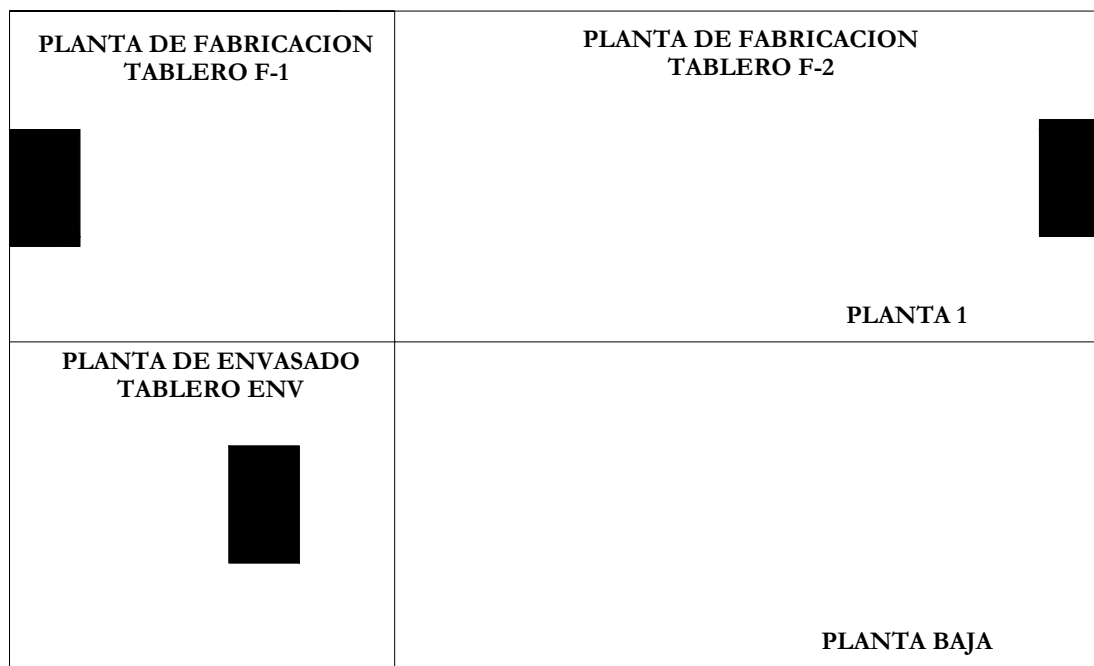 PLANTA DE FABRICACION
TABLERO F-1
PLANTA DE FABRICACION
TABLERO F-2
PLANTA 1
PLANTA DE ENVASADO
TABLERO ENV
PLANTA BAJA